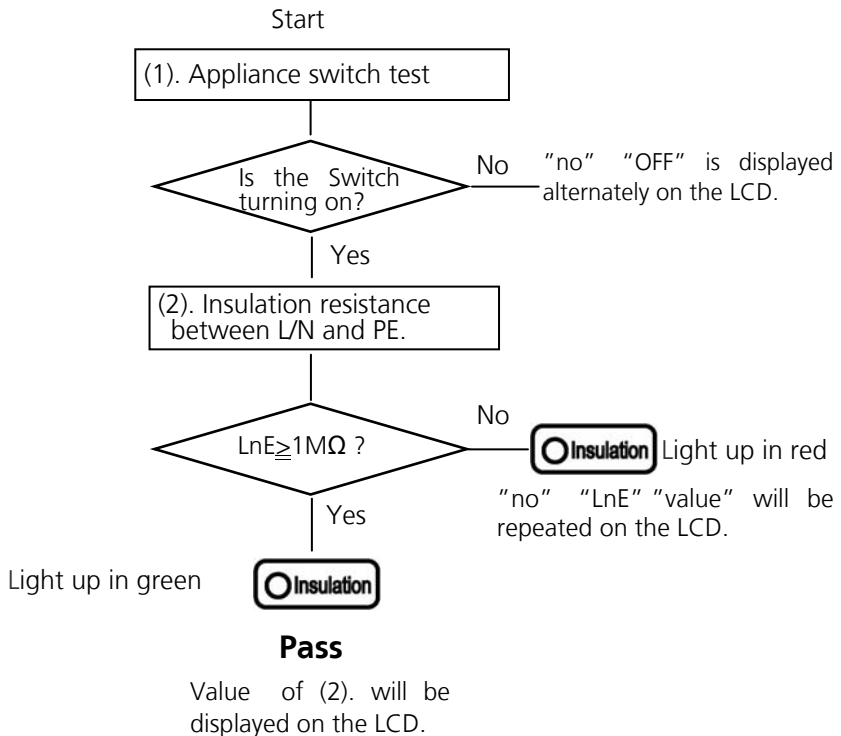 Start
(1). Appliance switch test
Is the Switch
turning on?
No
"no" "OFF" is displayed
alternately on the LCD.
Yes
(2). Insulation resistance
between L/N and PE.
LnE≧1MΩ ?
No
Insulation
Light up in red
"no" "LnE" "value" will be
repeated on the LCD.
Yes
Light up in green
Insulation
Pass
Value of (2). will be
displayed on the LCD.